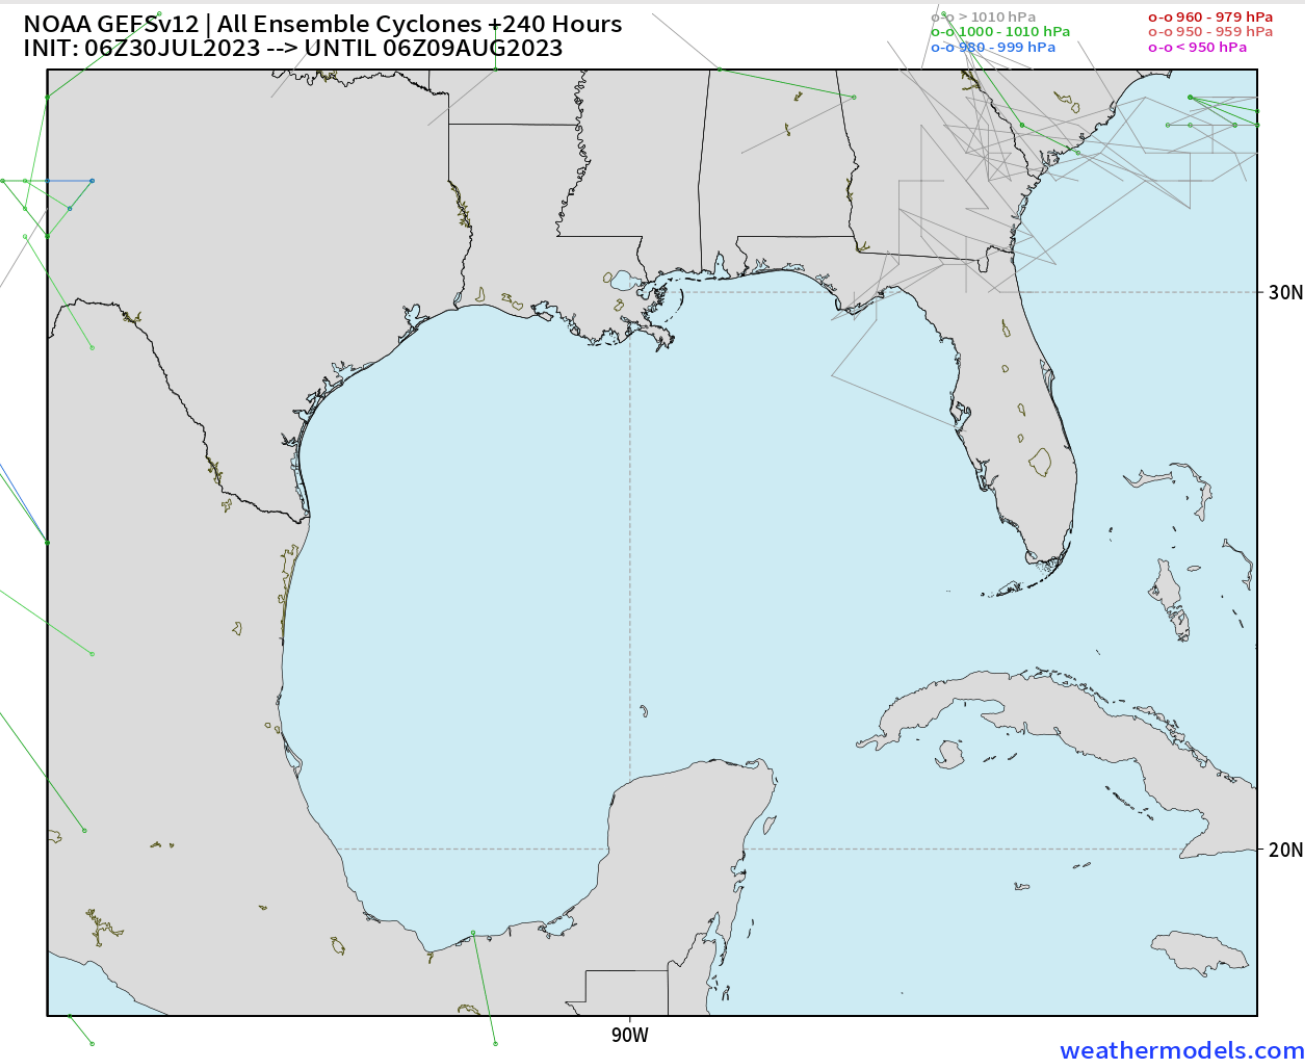 NOAA GEFSv12 | All Ensemble Cyclones +240 Hours
INIT: 06Z30JUL2023 --> UNTIL 06Z09AUG2023
o-o > 1010 hPa
o-o 1000 - 1010 hPa
o-o 980 - 999 hPa
o-o 960 - 979 hPa
o-o 950 - 959 hPa
o-o < 950 hPa
30N
20N
90W
weathermodels.com